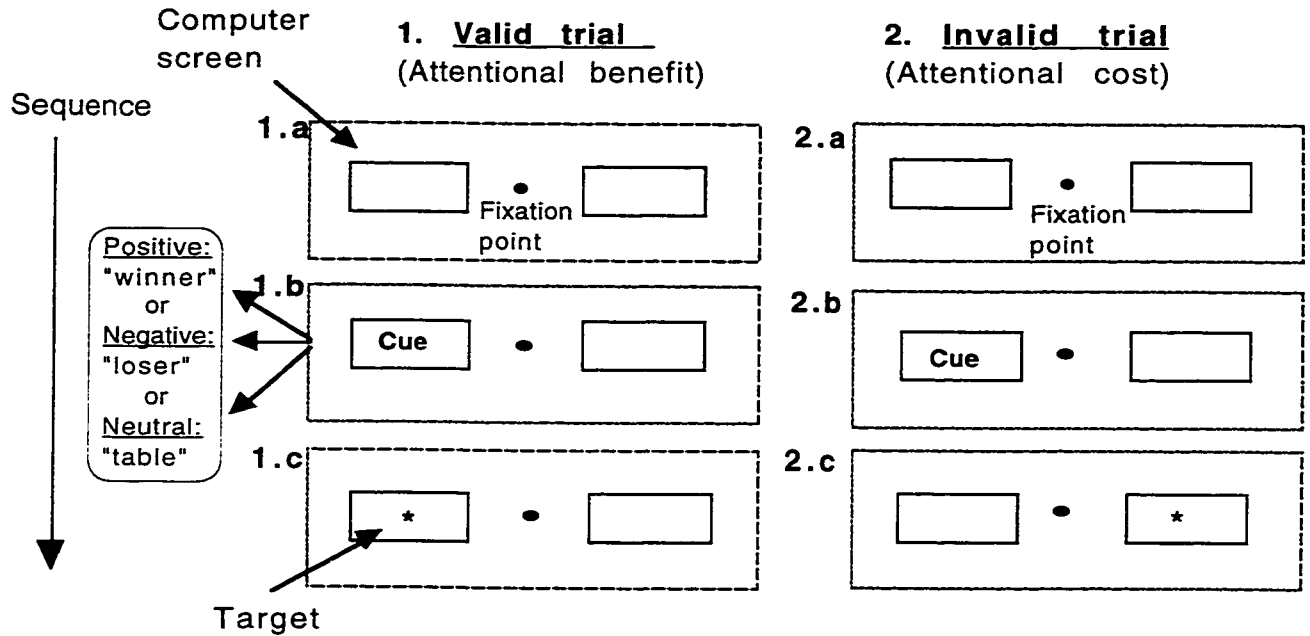 Computer
screen
1. Valid trial
(Attentional benefit)
2. Invalid trial
(Attentional cost)
Sequence
1.a
Fixation
point
2.a
Fixation
point
Positive:
"winner"
or
Negative:
"loser"
or
Neutral:
"table"
1.b
Cue
2.b
Cue
1.c
*
2.c
*
Target